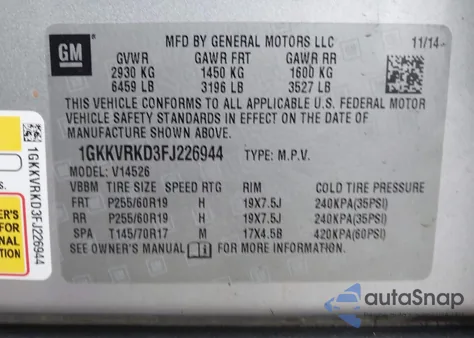 GM
MFD BY GENERAL MOTORS LLC 11/14
GVWR GAWR FRT GAWR RR
2930 KG 1450 KG 1600 KG
6459 LB 3196 LB 3527 LB
THIS VEHICLE CONFORMS TO ALL APPLICABLE U.S. FEDERAL MOTOR
VEHICLE SAFETY STANDARDS IN EFFECT ON THE DATE OF
MANUFACTURE SHOWN ABOVE.
1GKKVRKD3FJ226944 TYPE: M.P.V.
MODEL: V14526
VBBM TIRE SIZE SPEED RTG RIM COLD TIRE PRESSURE
FRT P255/60R19 H 19X7.5J 240KPA(35PSI)
RR P255/60R19 H 19X7.5J 240KPA(35PSI)
SPA T145/70R17 M 17X4.5B 420KPA(60PSI)
SEE OWNER'S MANUAL FOR MORE INFORMATION.
1GKKVRKD3FJ226944
autoSnap